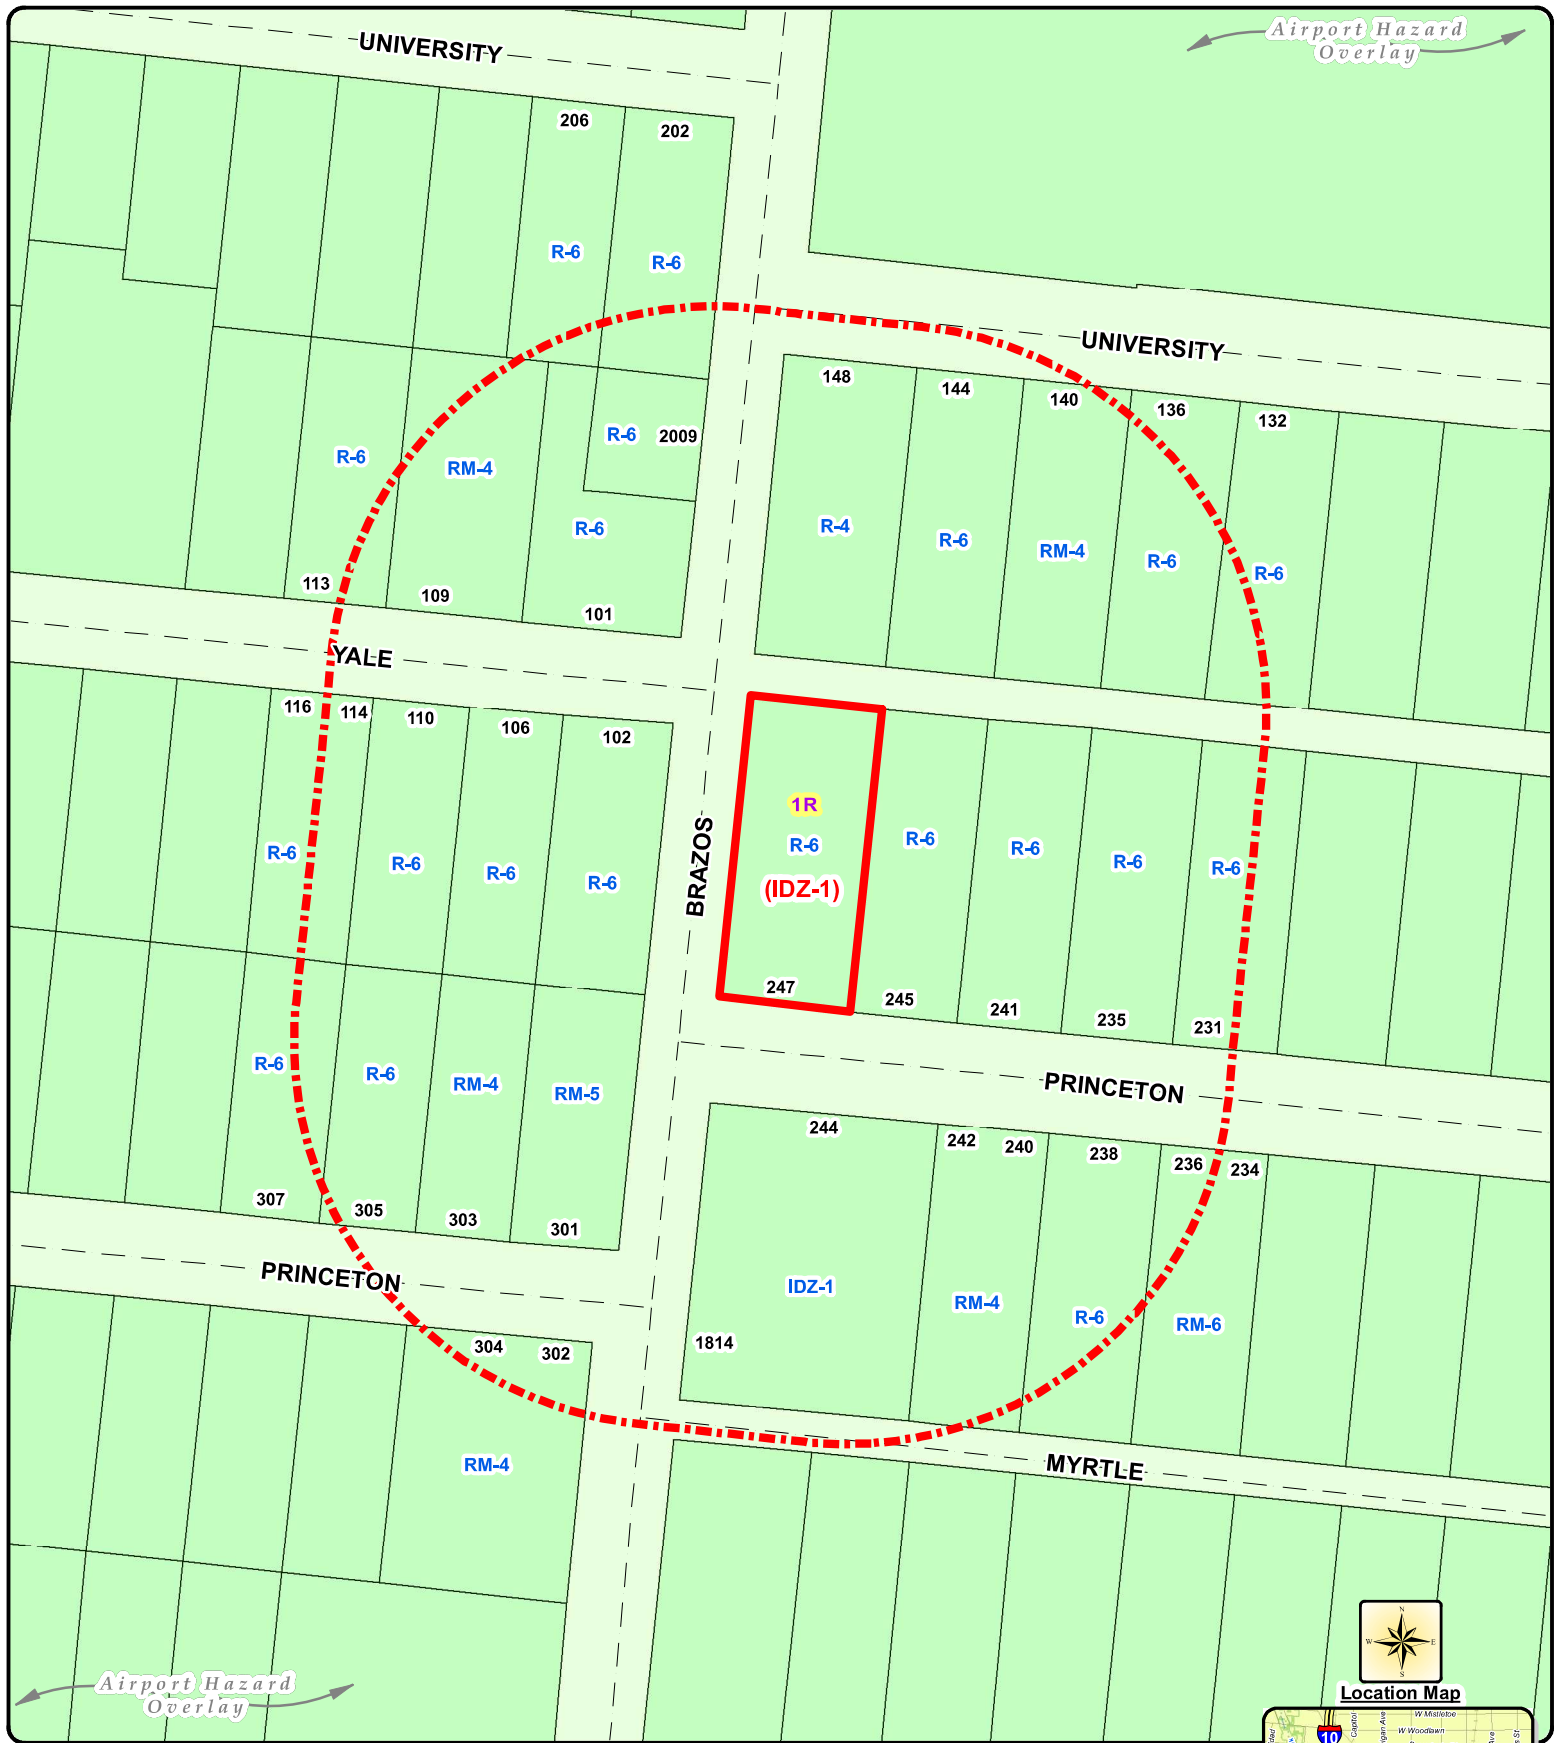 UNIVERSITY
Airport Hazard
Overlay
206
202
R-6
R-6
UNIVERSITY
148
144
140
136
132
R-6
2009
R-6
RM-4
R-6
R-4
R-6
RM-4
R-6
R-6
113
109
101
YALE
116
114
110
106
102
1R
R-6
(IDZ-1)
R-6
R-6
R-6
R-6
R-6
R-6
R-6
R-6
BRAZOS
247
245
241
235
231
R-6
R-6
RM-4
RM-5
PRINCETON
244
242
240
238
236
234
307
305
303
301
PRINCETON
IDZ-1
RM-4
R-6
RM-6
1814
304
302
RM-4
MYRTLE
N
W
E
S
Location Map
Airport Hazard
Overlay
W Mistletoe
W Woodlawn
Capitol
10